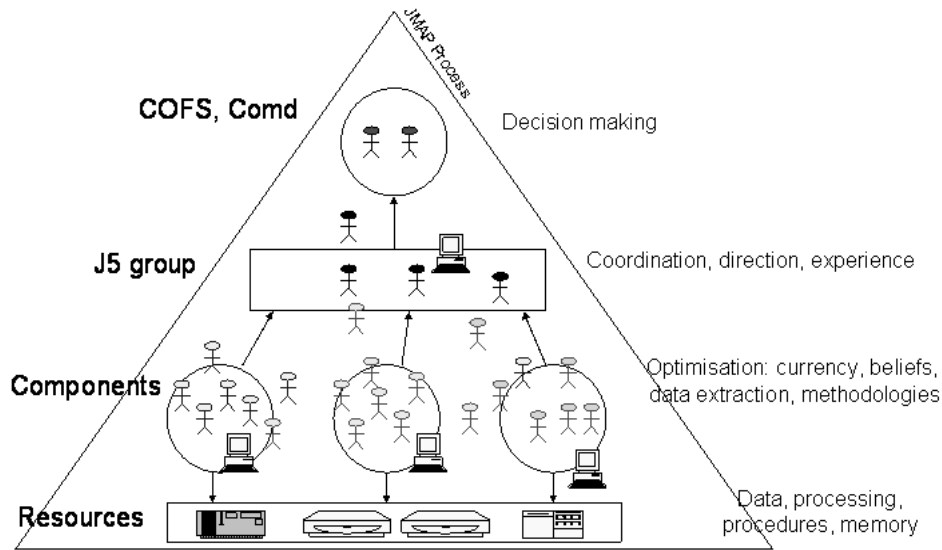 JMAP Process
COFS, Comd
Decision making
J5 group
Coordination, direction, experience
Components
Optimisation: currency, beliefs,
data extraction, methodologies
Resources
Data, processing,
procedures, memory